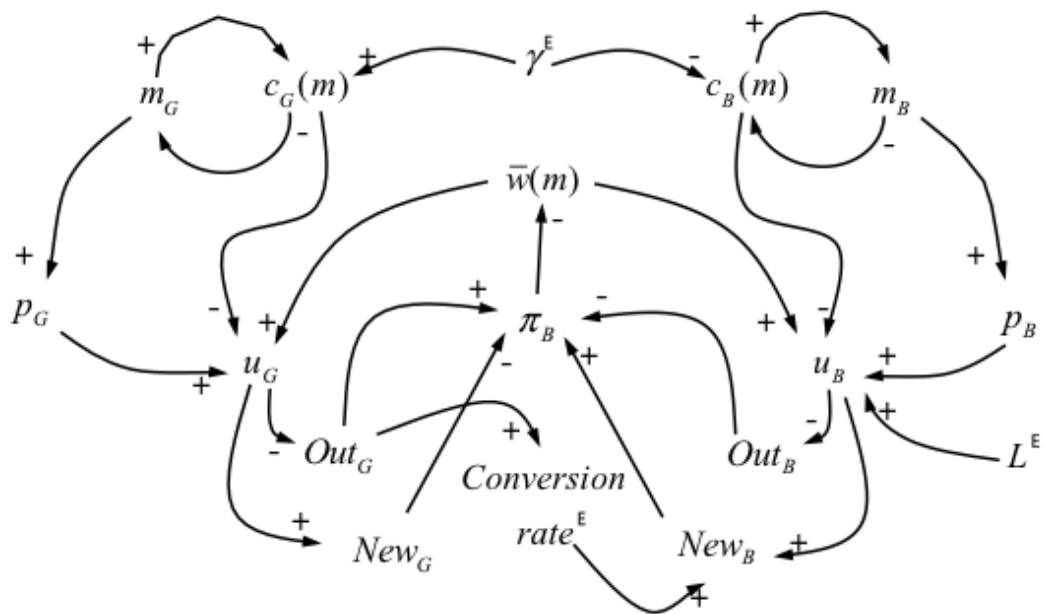 + + γ^E - +
m_G c_G(m) c_B(m) m_B
- -
w̄(m)
-
+ +
p_G - + + - π_B + - p_B
u_G + - + + u_B
- + -
Out_G + Out_B L^E
Conversion
+ rate^E +
New_G New_B
+